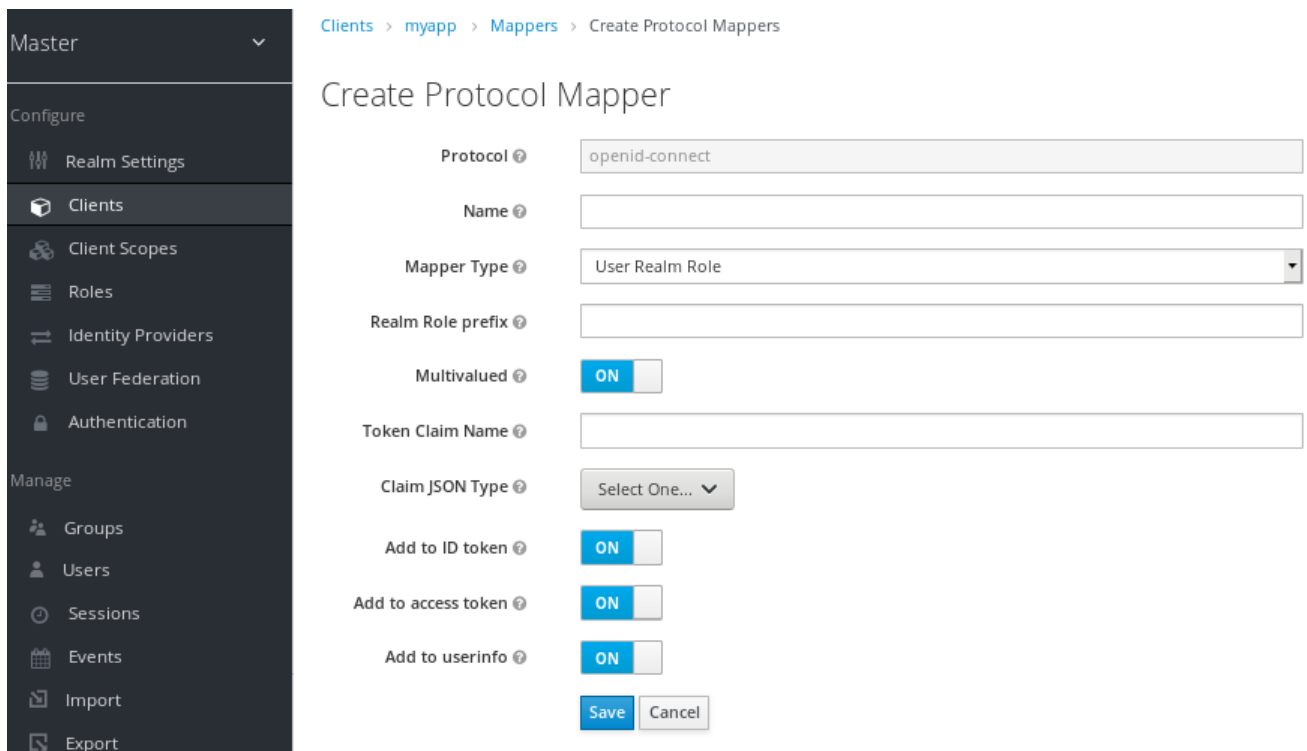 Master
Configure
Realm Settings
Clients
Client Scopes
Roles
Identity Providers
User Federation
Authentication
Manage
Groups
Users
Sessions
Events
Import
Export
Clients > myapp > Mappers > Create Protocol Mappers
Create Protocol Mapper
Protocol openid-connect
Name
Mapper Type User Realm Role
Realm Role prefix
Multivalued ON
Token Claim Name
Claim JSON Type Select One...
Add to ID token ON
Add to access token ON
Add to userinfo ON
Save Cancel